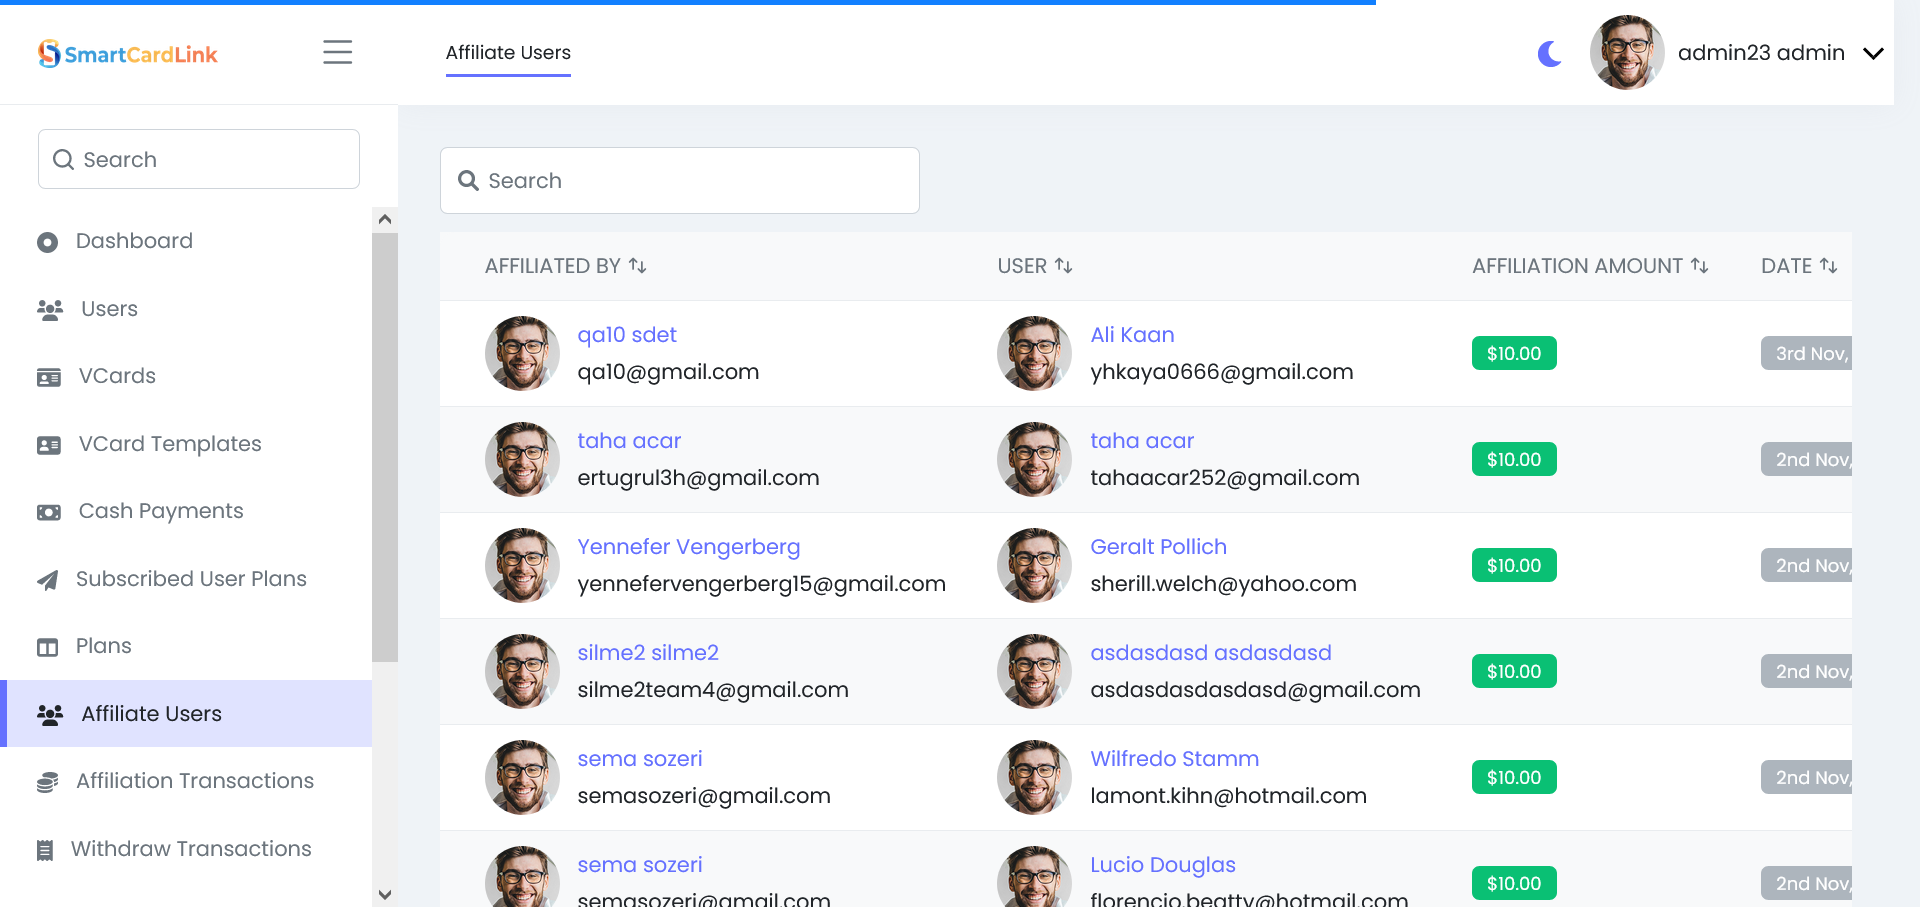 SmartCardLink
Affiliate Users
admin23 admin
Search
Dashboard
Users
VCards
VCard Templates
Cash Payments
Subscribed User Plans
Plans
Affiliate Users
Affiliation Transactions
Withdraw Transactions
Search
AFFILIATED BY USER AFFILIATION AMOUNT DATE
qa10 sdet
qa10@gmail.com
Ali Kaan
yhkaya0666@gmail.com
$10.00
3rd Nov,
taha acar
ertugrul3h@gmail.com
taha acar
tahaacar252@gmail.com
$10.00
2nd Nov,
Yennefer Vengerberg
yennefervengerberg15@gmail.com
Geralt Pollich
sherill.welch@yahoo.com
$10.00
2nd Nov,
silme2 silme2
silme2team4@gmail.com
asdasdasd asdasdasd
asdasdasdasdasd@gmail.com
$10.00
2nd Nov,
sema sozeri
semasozeri@gmail.com
Wilfredo Stamm
lamont.kihn@hotmail.com
$10.00
2nd Nov,
sema sozeri
semasozeri@gmail.com
Lucio Douglas
florencio.beatty@hotmail.com
$10.00
2nd Nov,